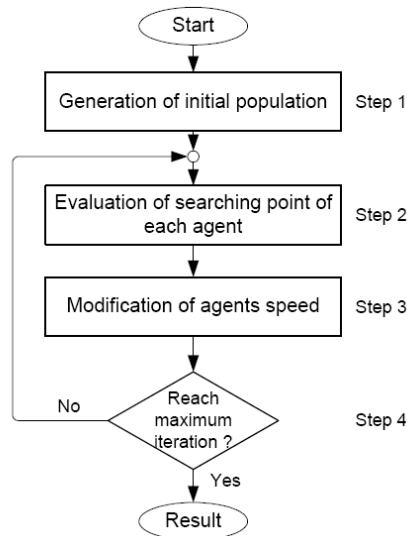 Start
Generation of initial population
Step 1
Evaluation of searching point of
each agent
Step 2
Modification of agents speed
Step 3
Reach
maximum
iteration ?
No
Step 4
Yes
Result